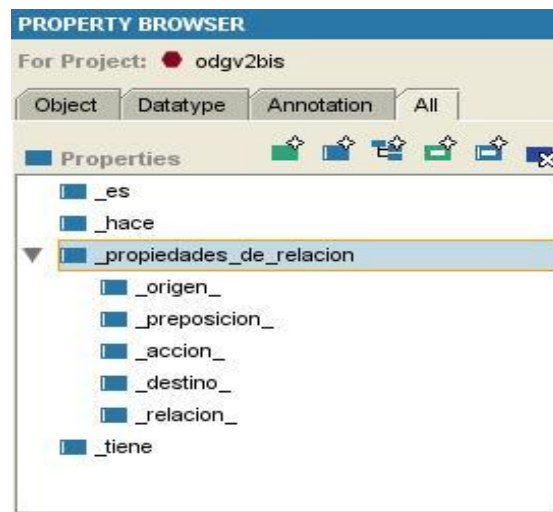 PROPERTY BROWSER
For Project: odgv2bis
Object Datatype Annotation All
Properties
_es
_hace
_propiedades_de_relacion
_origen_
_preposicion_
_accion_
_destino_
_relacion_
_tiene